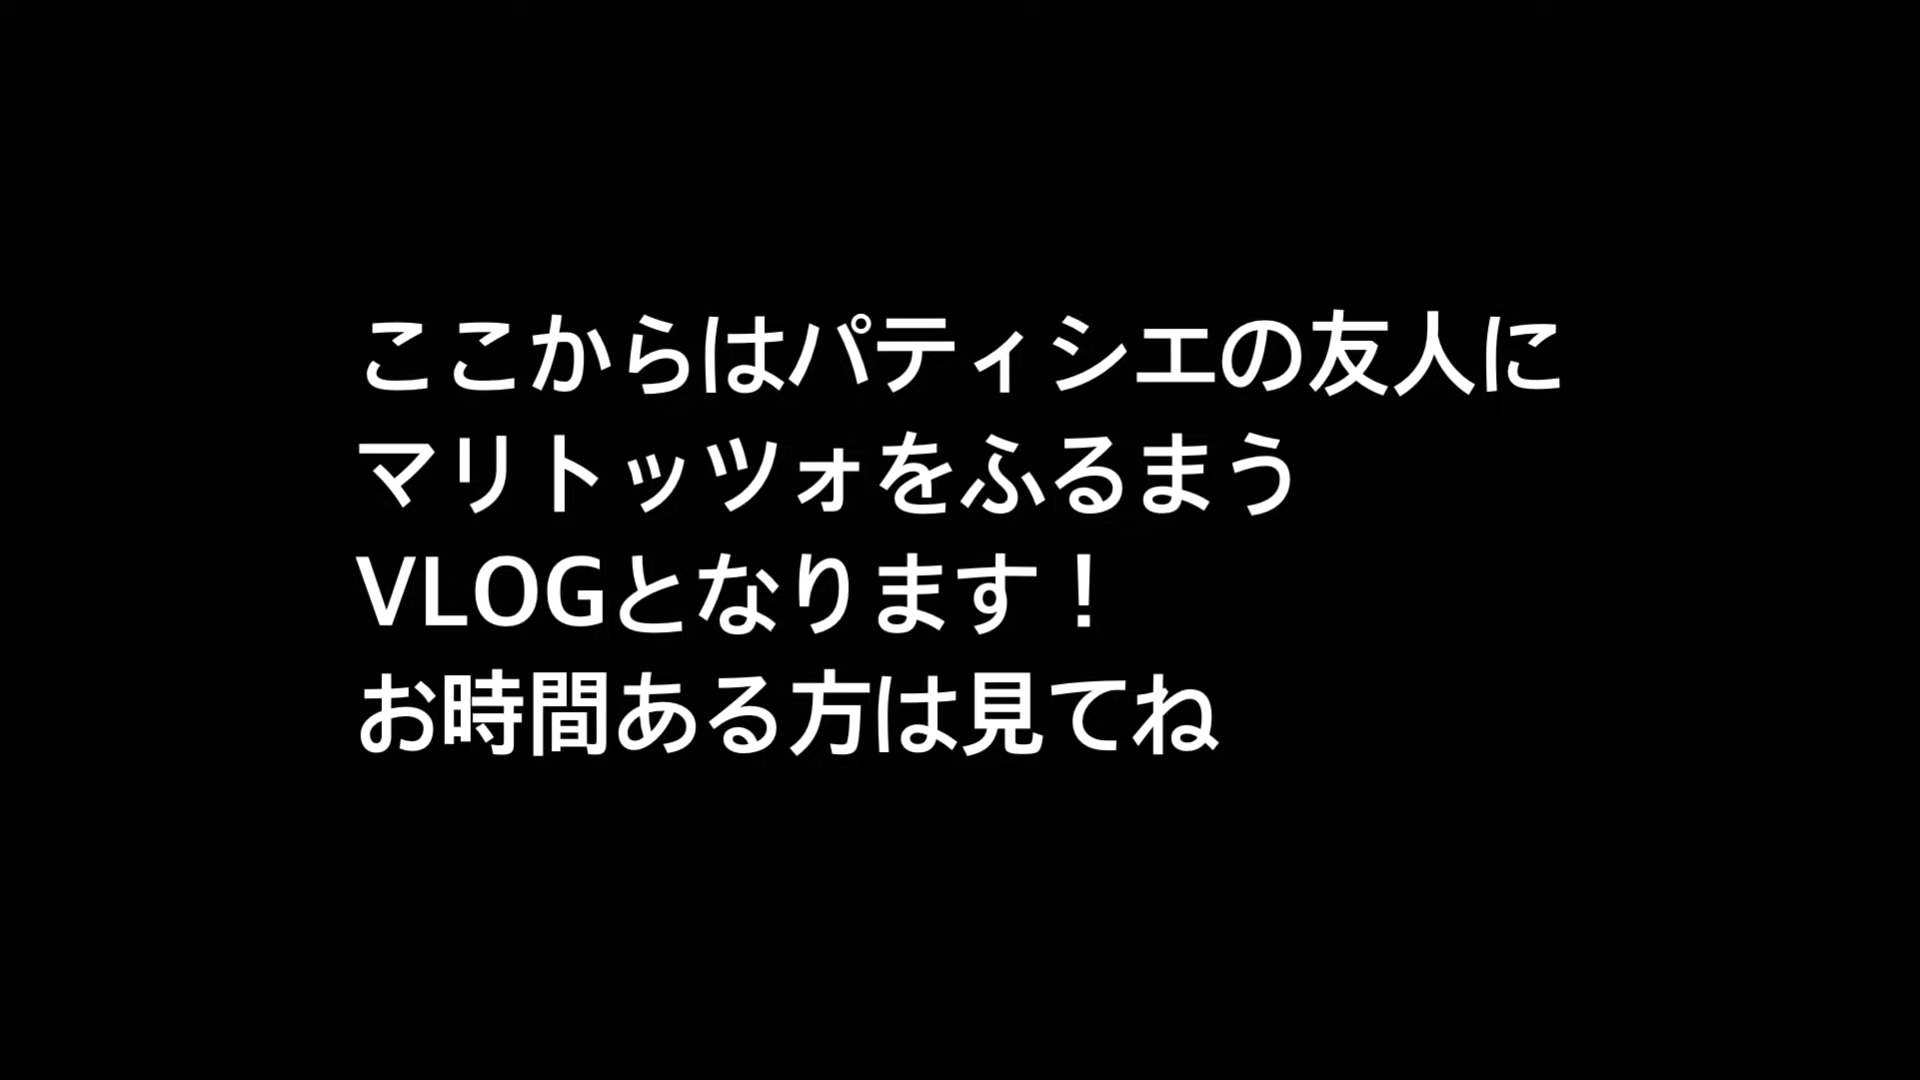 ここからはパティシエの友人に
マリトッツォをふるまう
VLOGとなります！
お時間ある方は見てね